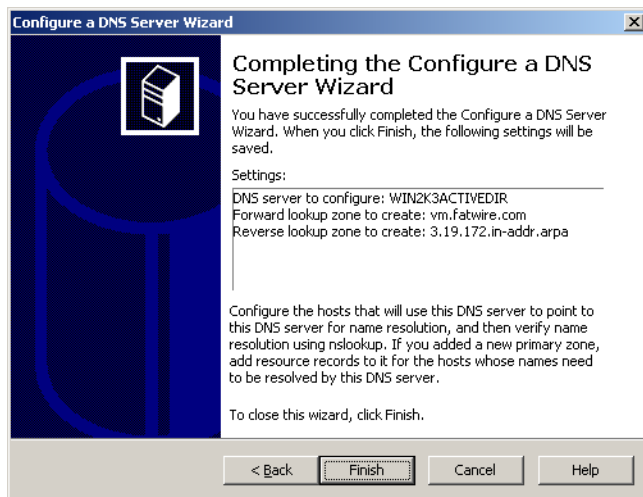 Configure a DNS Server Wizard
Completing the Configure a DNS
Server Wizard
You have successfully completed the Configure a DNS Server
Wizard. When you click Finish, the following settings will be
saved.
Settings:
DNS server to configure: WIN2K3ACTIVEDIR
Forward lookup zone to create: vm.fatwire.com
Reverse lookup zone to create: 3.19.172.in-addr.arpa
Configure the hosts that will use this DNS server to point to
this DNS server for name resolution, and then verify name
resolution using nslookup. If you added a new primary zone,
add resource records to it for the hosts whose names need
to be resolved by this DNS server.
To close this wizard, click Finish.
< Back Finish Cancel Help